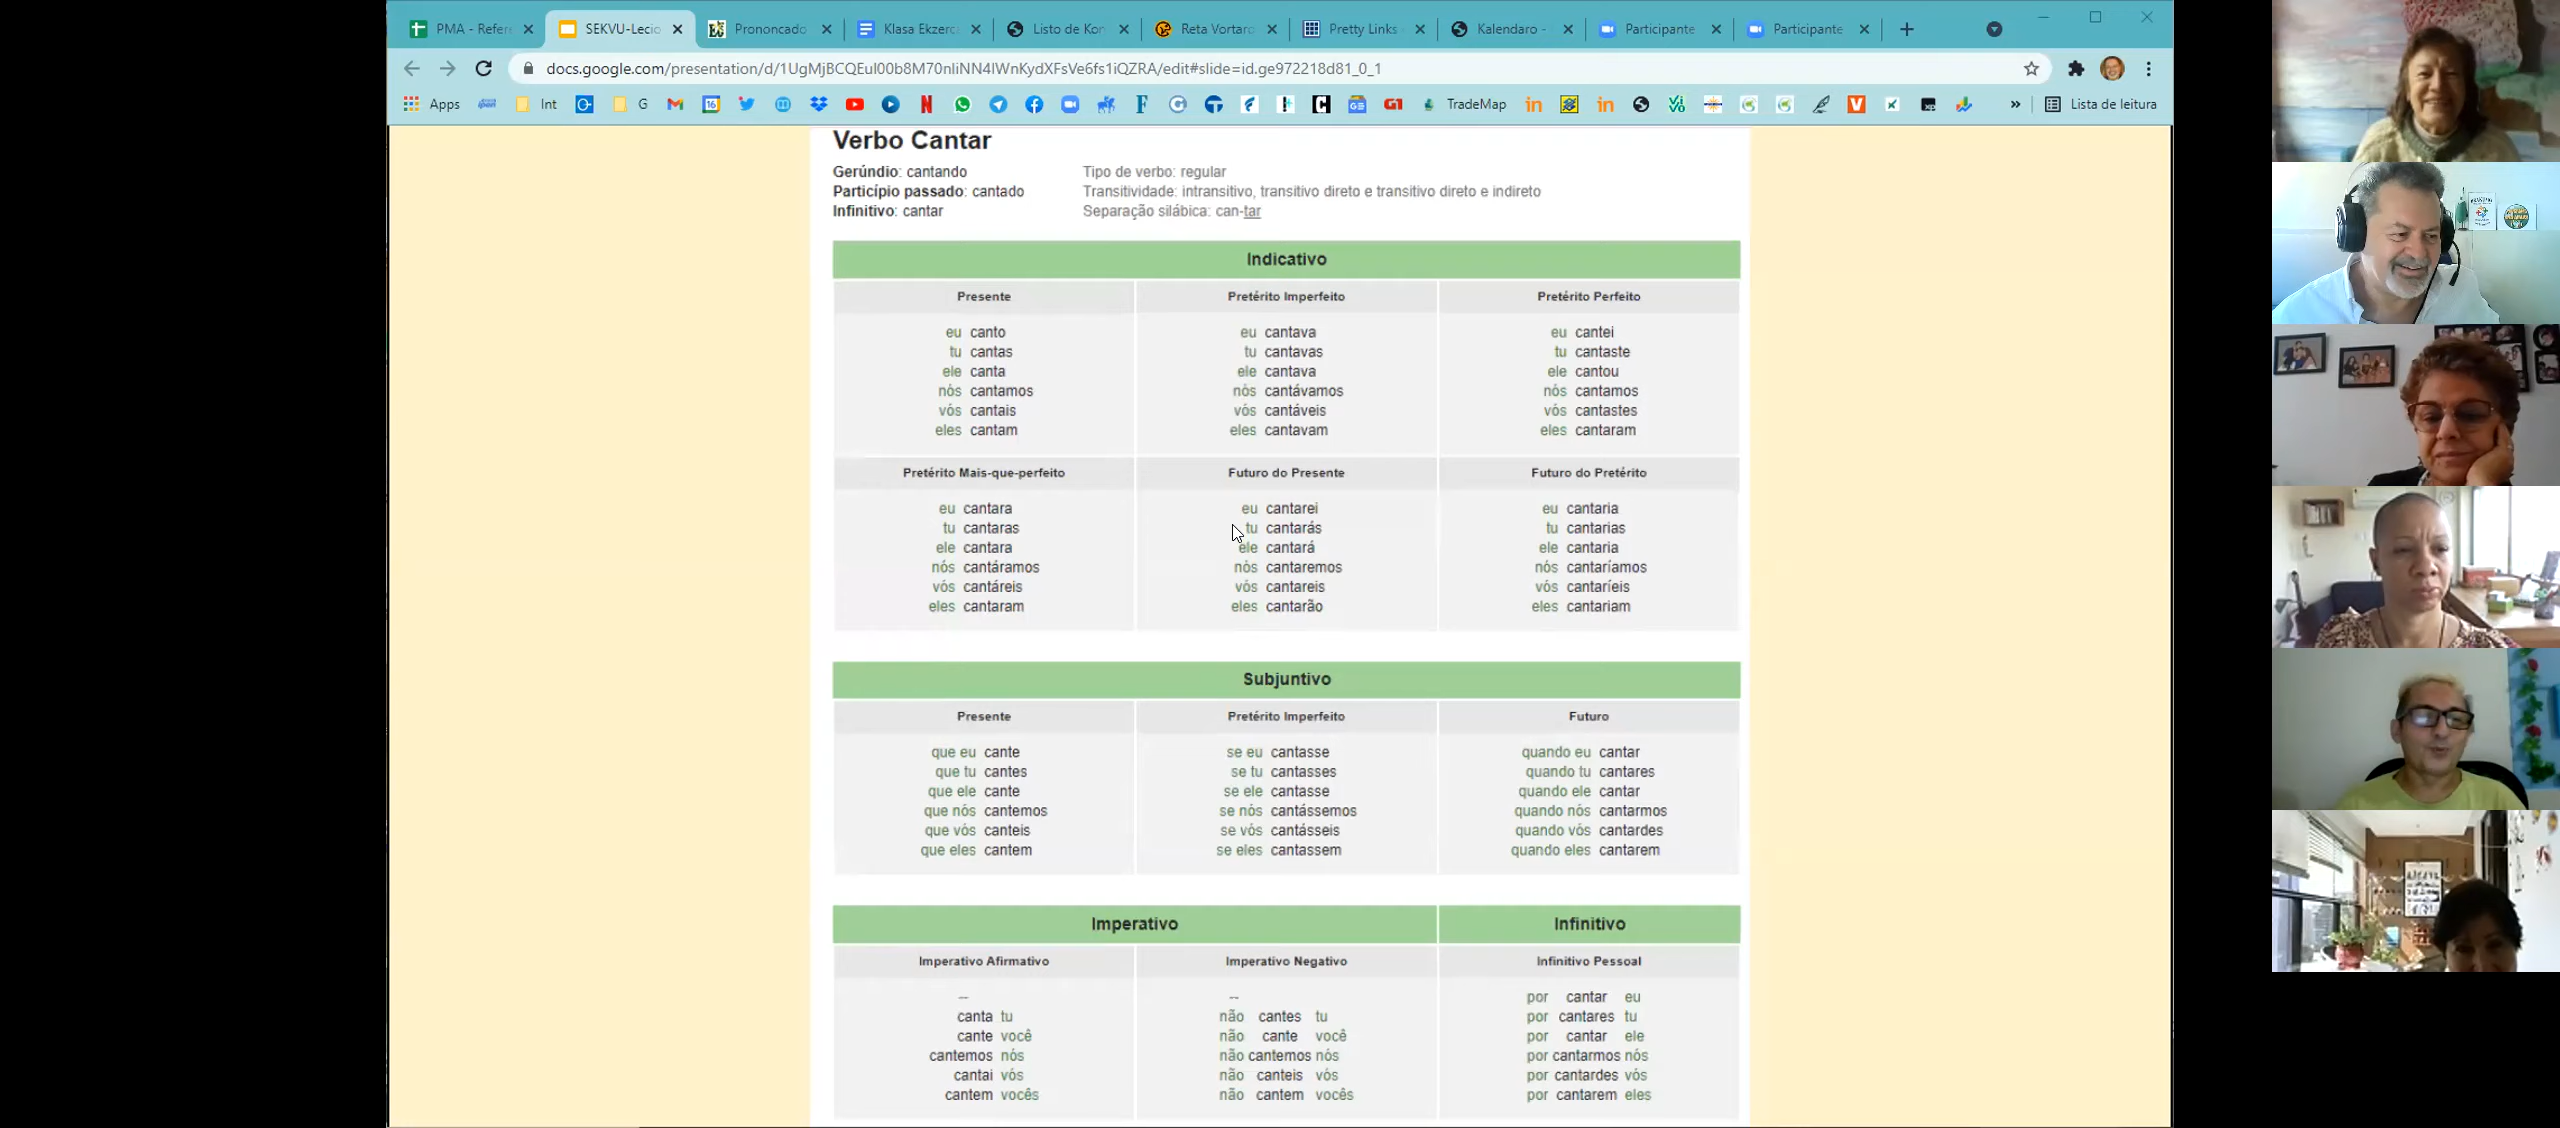 PMA - Refer
SEKVU-Lecio
Prononcado
Klasa Ekzerc
Listo de Kon
Reta Vortaro
Pretty Links
Kalendaro -
Participante
Participante
docs.google.com/presentation/d/1UgMjBCQEul00b8M70nliNN4lWnKydXFsVe6fs1iQZRA/edit#slide=id.ge972218d81_0_1
Apps
Int
G
TradeMap
Lista de leitura
Verbo Cantar
Gerúndio: cantando
Particípio passado: cantado
Infinitivo: cantar
Tipo de verbo: regular
Transitividade: intransitivo, transitivo direto e transitivo direto e indireto
Separação silábica: can-tar
Indicativo
Presente
eu canto
tu cantas
ele canta
nós cantamos
vós cantais
eles cantam
Pretérito Imperfeito
eu cantava
tu cantavas
ele cantava
nós cantávamos
vós cantáveis
eles cantavam
Pretérito Perfeito
eu cantei
tu cantaste
ele cantou
nós cantamos
vós cantastes
eles cantaram
Pretérito Mais-que-perfeito
eu cantara
tu cantaras
ele cantara
nós cantáramos
vós cantáreis
eles cantaram
Futuro do Presente
eu cantarei
tu cantarás
ele cantará
nós cantaremos
vós cantareis
eles cantarão
Futuro do Pretérito
eu cantaria
tu cantarias
ele cantaria
nós cantaríamos
vós cantaríeis
eles cantariam
Subjuntivo
Presente
que eu cante
que tu cantes
que ele cante
que nós cantemos
que vós canteis
que eles cantem
Pretérito Imperfeito
se eu cantasse
se tu cantasses
se ele cantasse
se nós cantássemos
se vós cantásseis
se eles cantassem
Futuro
quando eu cantar
quando tu cantares
quando ele cantar
quando nós cantarmos
quando vós cantardes
quando eles cantarem
Imperativo
Imperativo Afirmativo
--
canta tu
cante você
cantemos nós
cantai vós
cantem vocês
Imperativo Negativo
--
não cantes tu
não cante você
não cantemos nós
não canteis vós
não cantem vocês
Infinitivo
Infinitivo Pessoal
por cantar eu
por cantares tu
por cantar ele
por cantarmos nós
por cantardes vós
por cantarem eles